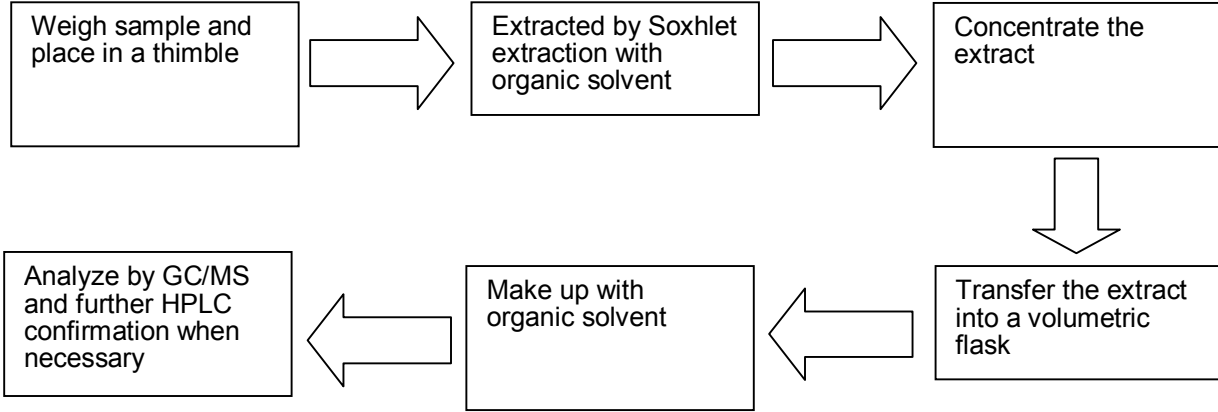 Weigh sample and
place in a thimble
Extracted by Soxhlet
extraction with
organic solvent
Concentrate the
extract
Transfer the extract
into a volumetric
flask
Make up with
organic solvent
Analyze by GC/MS
and further HPLC
confirmation when
necessary